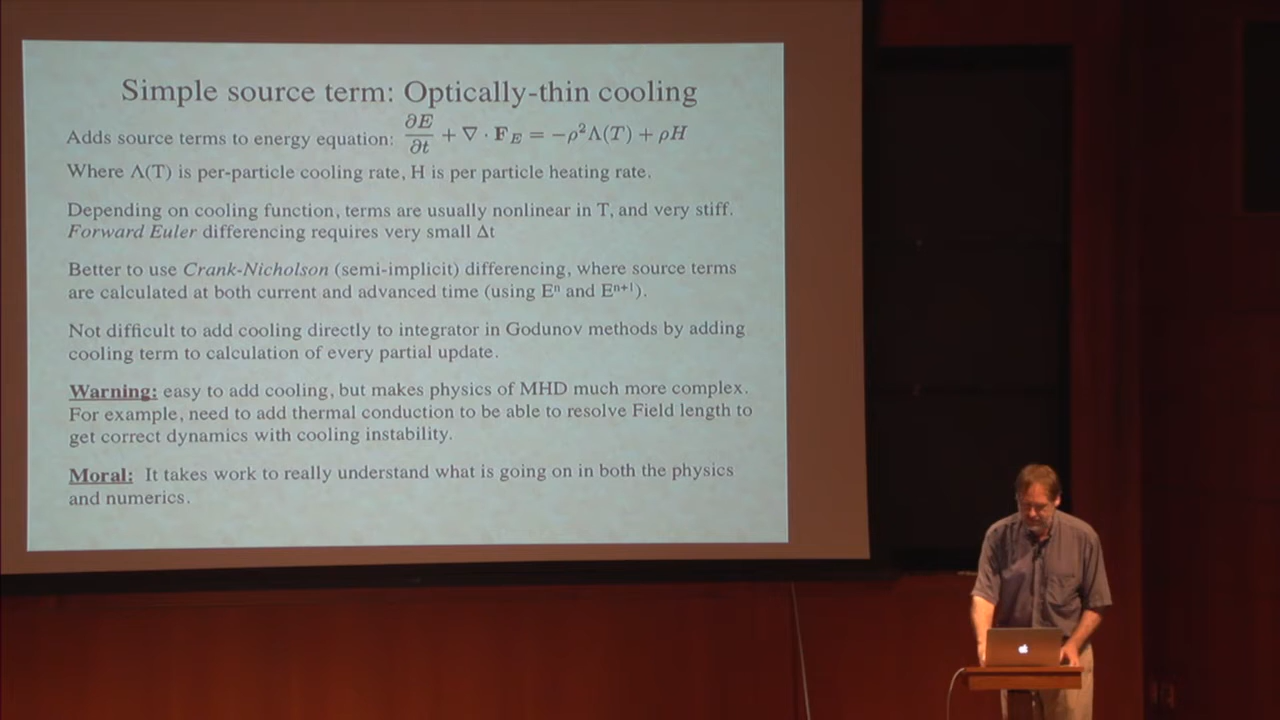 Simple source term: Optically-thin cooling
Adds source terms to energy equation: ∂E/∂t + ∇ · F_E = −ρ²Λ(T) + ρH
Where Λ(T) is per-particle cooling rate, H is per particle heating rate.
Depending on cooling function, terms are usually nonlinear in T, and very stiff.
Forward Euler differencing requires very small Δt
Better to use Crank-Nicholson (semi-implicit) differencing, where source terms
are calculated at both current and advanced time (using Eⁿ and Eⁿ⁺¹).
Not difficult to add cooling directly to integrator in Godunov methods by adding
cooling term to calculation of every partial update.
Warning: easy to add cooling, but makes physics of MHD much more complex.
For example, need to add thermal conduction to be able to resolve Field length to
get correct dynamics with cooling instability.
Moral: It takes work to really understand what is going on in both the physics
and numerics.